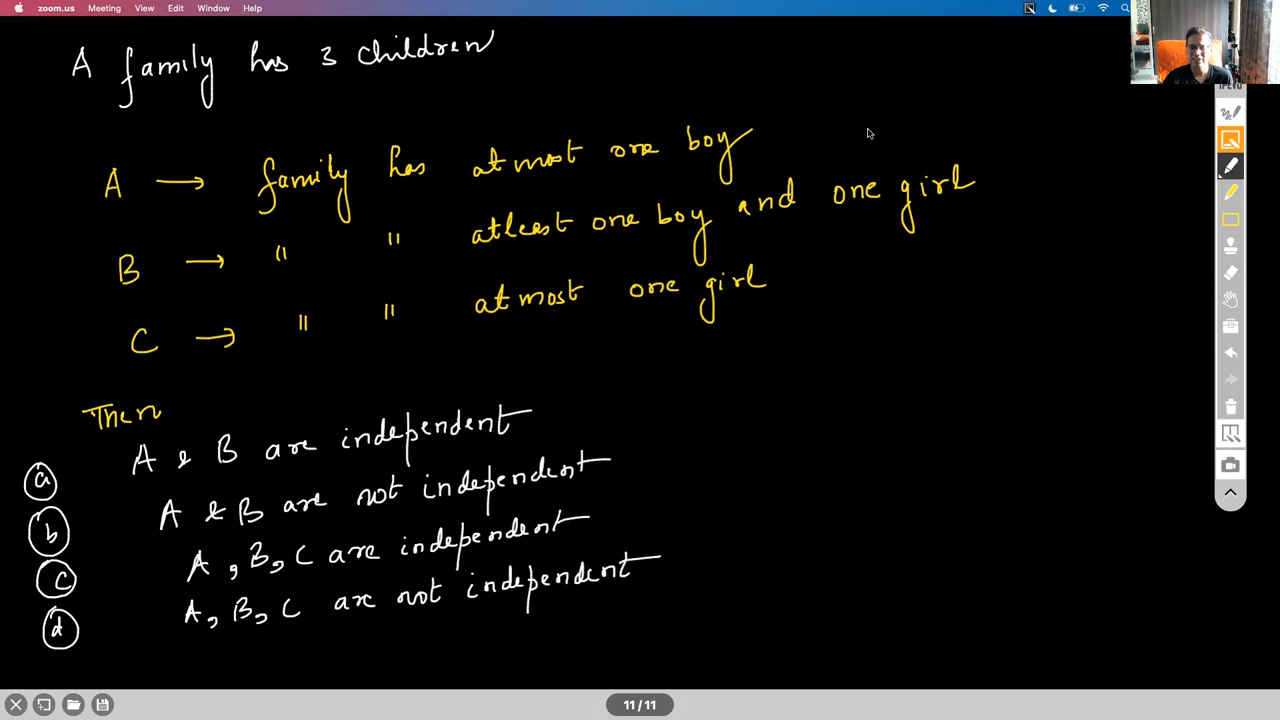 zoom.us Meeting View Edit Window Help
A family has 3 children
A → family has atmost one boy
B → " " atleast one boy and one girl
C → " " atmost one girl
Then
a A & B are independent
b A & B are not independent
c A, B, C are independent
d A, B, C are not independent
11 / 11